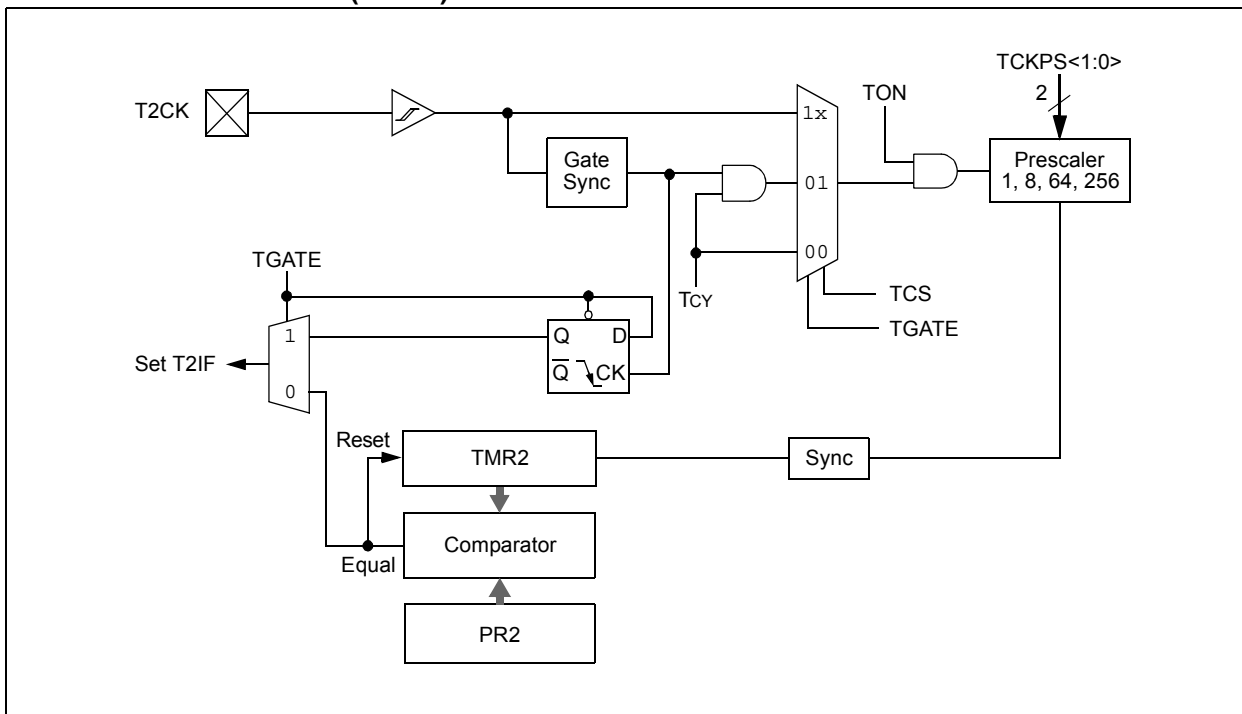 TCKPS<1:0>
2
TON
T2CK
1x
Gate
Sync
Prescaler
1, 8, 64, 256
01
00
TGATE
TCY
TCS
TGATE
1
Q
D
Set T2IF
Q
CK
0
Reset
TMR2
Sync
Comparator
Equal
PR2